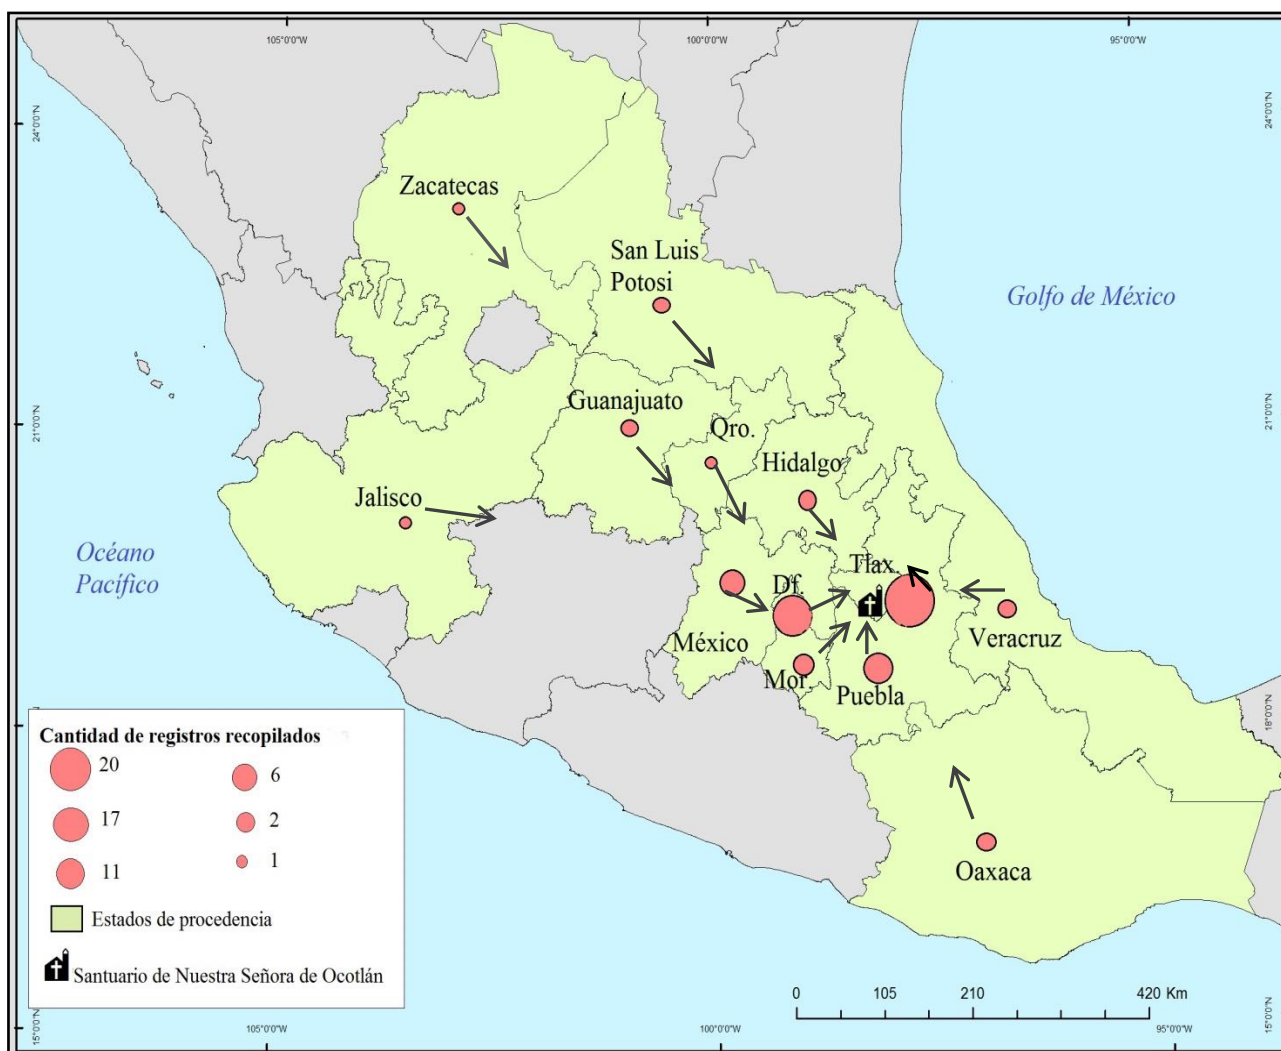 105°0'0"W
100°0'0"W
95°0'0"W
24°0'0"N
24°0'0"N
Zacatecas
San Luis
Potosi
Golfo de México
Guanajuato
Qro.
21°0'0"N
21°0'0"N
Hidalgo
Jalisco
Océano
Pacífico
Tlax.
Df.
México
Veracruz
Mor.
Puebla
18°0'0"N
Oaxaca
Cantidad de registros recopilados
20
6
17
2
11
1
Estados de procedencia
Santuario de Nuestra Señora de Ocotlán
0 105 210 420 Km
15°0'0"N
15°0'0"N
105°0'0"W
100°0'0"W
95°0'0"W